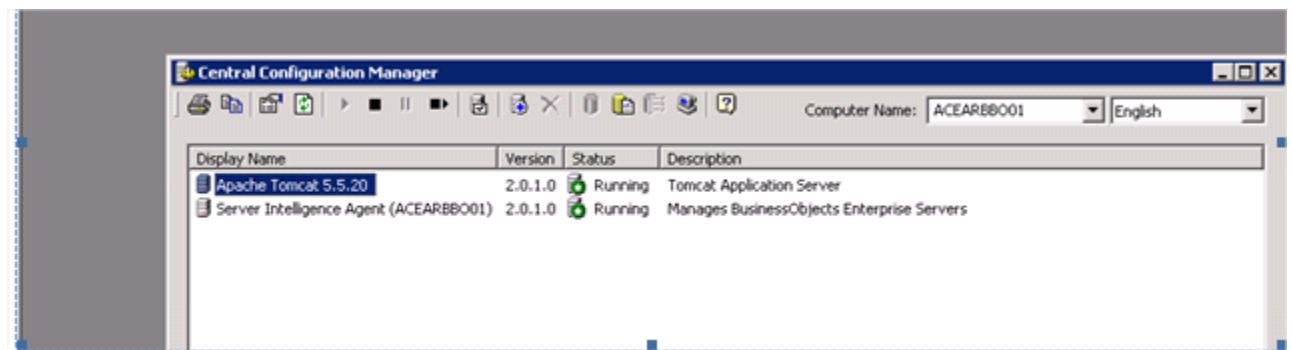 Central Configuration Manager
Computer Name: ACEARBBO01 English
Display Name Version Status Description
Apache Tomcat 5.5.20 2.0.1.0 Running Tomcat Application Server
Server Intelligence Agent (ACEARBBO01) 2.0.1.0 Running Manages BusinessObjects Enterprise Servers